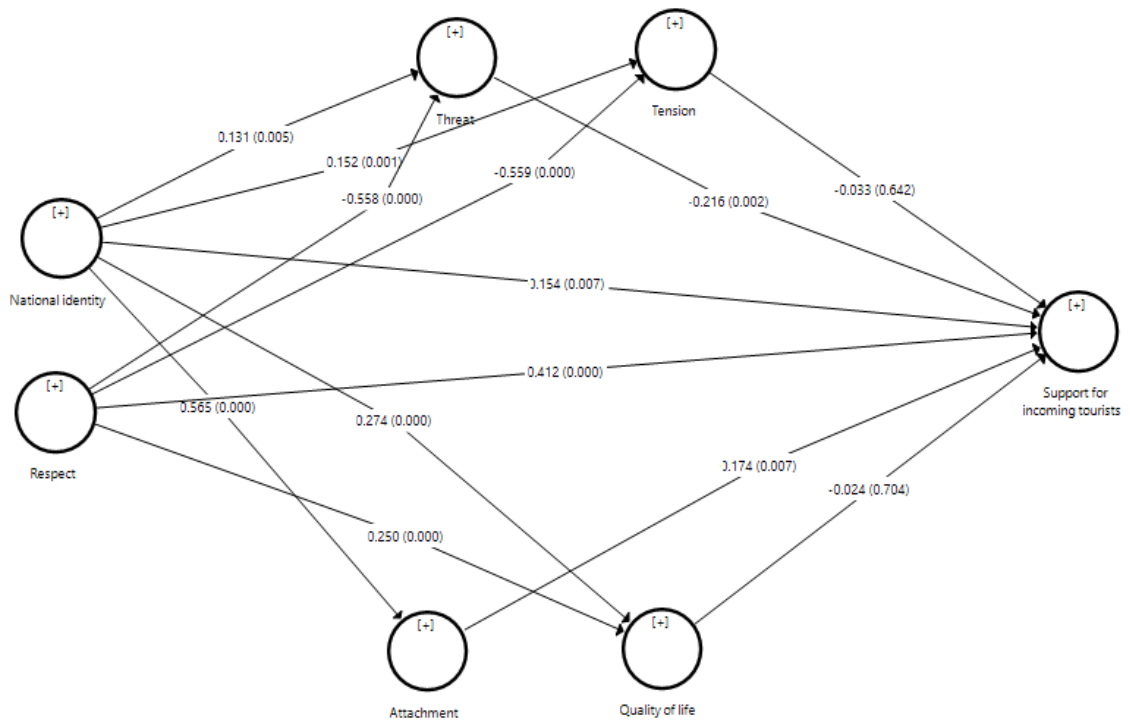 [+]
[+]
Threat
Tension
0.131 (0.005)
0.152 (0.001)
-0.559 (0.000)
-0.558 (0.000)
-0.033 (0.642)
-0.216 (0.002)
[+]
National identity
0.154 (0.007)
[+]
Support for
incoming tourists
0.412 (0.000)
[+]
Respect
0.565 (0.000)
0.274 (0.000)
0.174 (0.007)
-0.024 (0.704)
0.250 (0.000)
[+]
[+]
Attachment
Quality of life